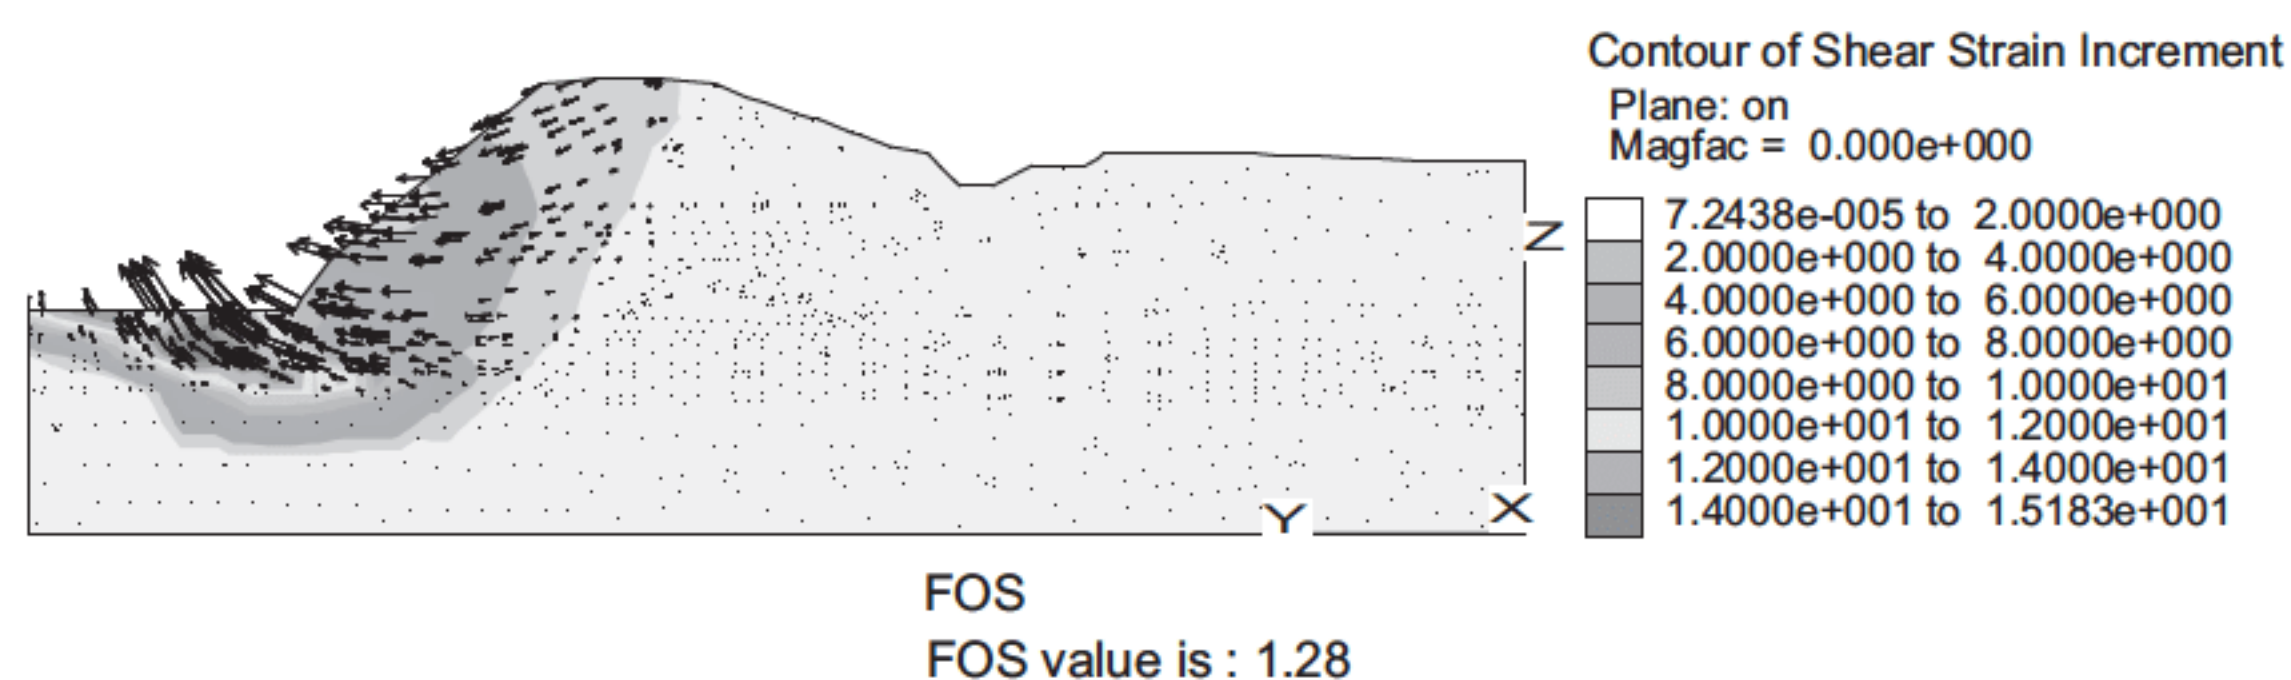 Contour of Shear Strain Increment
Plane: on
Magfac = 0.000e+000
7.2438e-005 to 2.0000e+000
2.0000e+000 to 4.0000e+000
4.0000e+000 to 6.0000e+000
6.0000e+000 to 8.0000e+000
8.0000e+000 to 1.0000e+001
1.0000e+001 to 1.2000e+001
1.2000e+001 to 1.4000e+001
1.4000e+001 to 1.5183e+001
Z
Y
X
FOS
FOS value is : 1.28